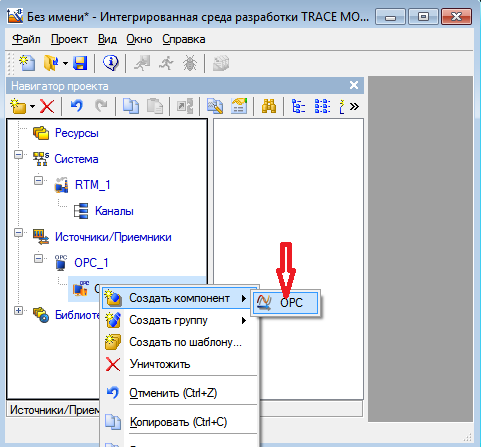 Без имени* - Интегрированная среда разработки TRACE MO...
Файл Проект Вид Окно Справка
Навигатор проекта
Ресурсы
Система
RTM_1
Каналы
Источники/Приемники
OPC_1
Создать компонент
OPC
Создать группу
Библиоте
Создать по шаблону...
Уничтожить
Отменить (Ctrl+Z)
Источники/Прием
Копировать (Ctrl+C)